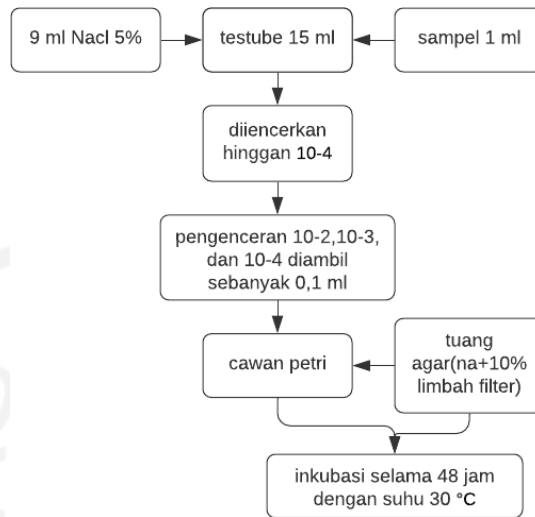 9 ml Nacl 5%
testube 15 ml
sampel 1 ml
diiencerkan
hinggan 10-4
pengenceran 10-2,10-3,
dan 10-4 diambil
sebanyak 0,1 ml
cawan petri
tuang
agar(na+10%
limbah filter)
inkubasi selama 48 jam
dengan suhu 30 °C